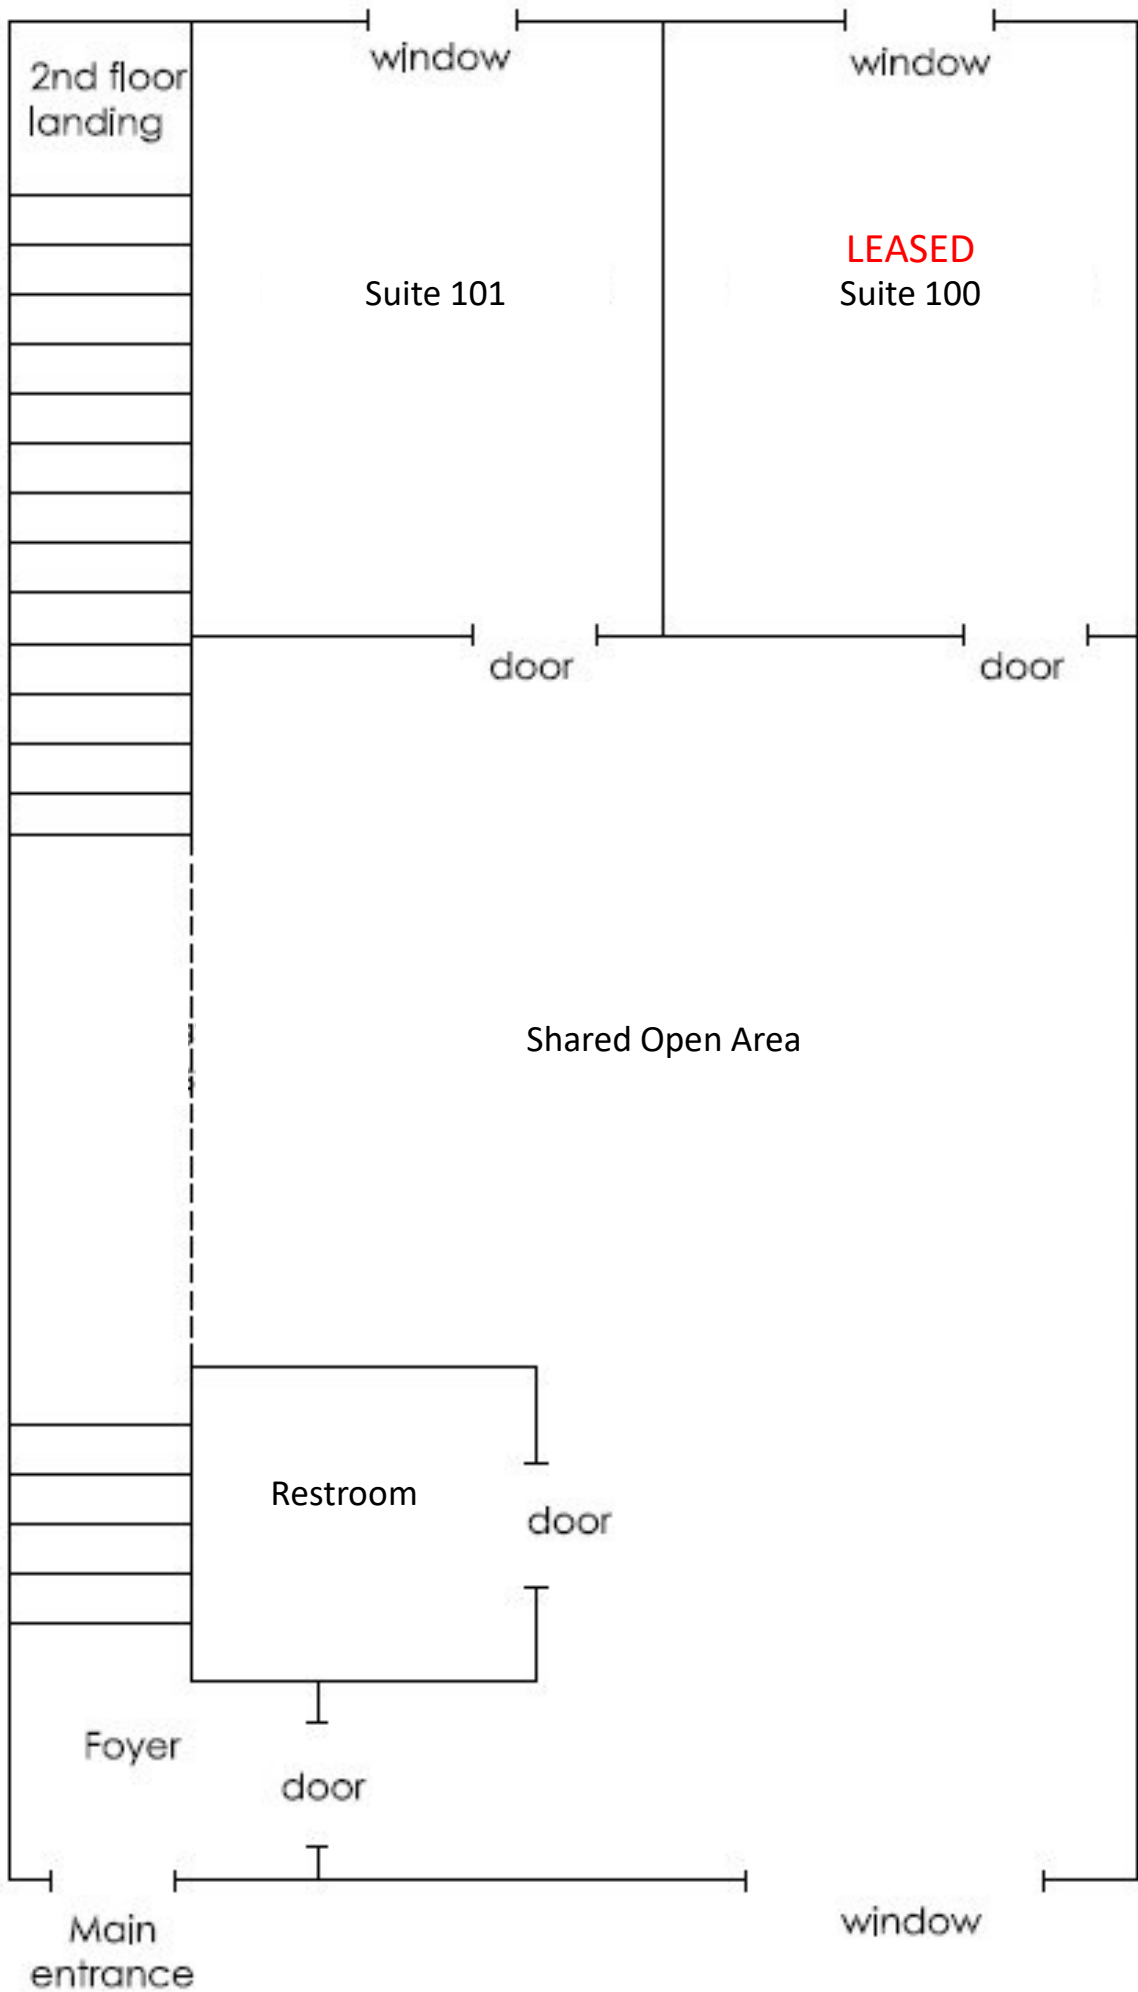 window
window
2nd floor
landing
LEASED
Suite 101
Suite 100
door
door
Shared Open Area
Restroom
door
Foyer
door
window
Main
entrance